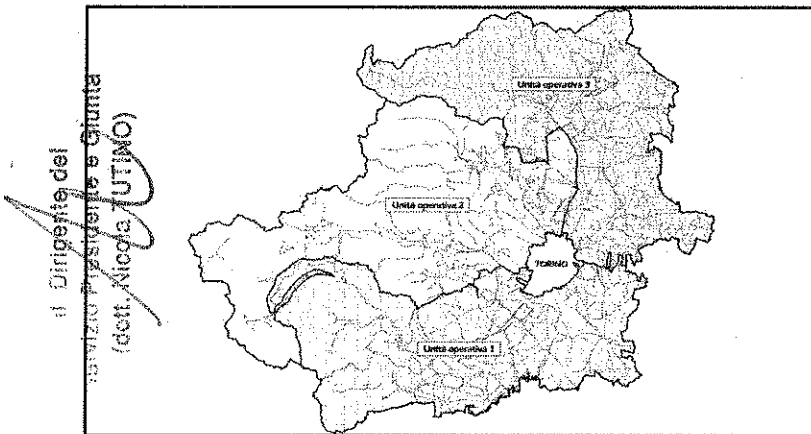 Il Dirigente del
Servizio Presidente e Giunta
(dott. Nicola TUTINO)
Unità operativa 3
Unità operativa 2
TORINO
Unità operativa 1